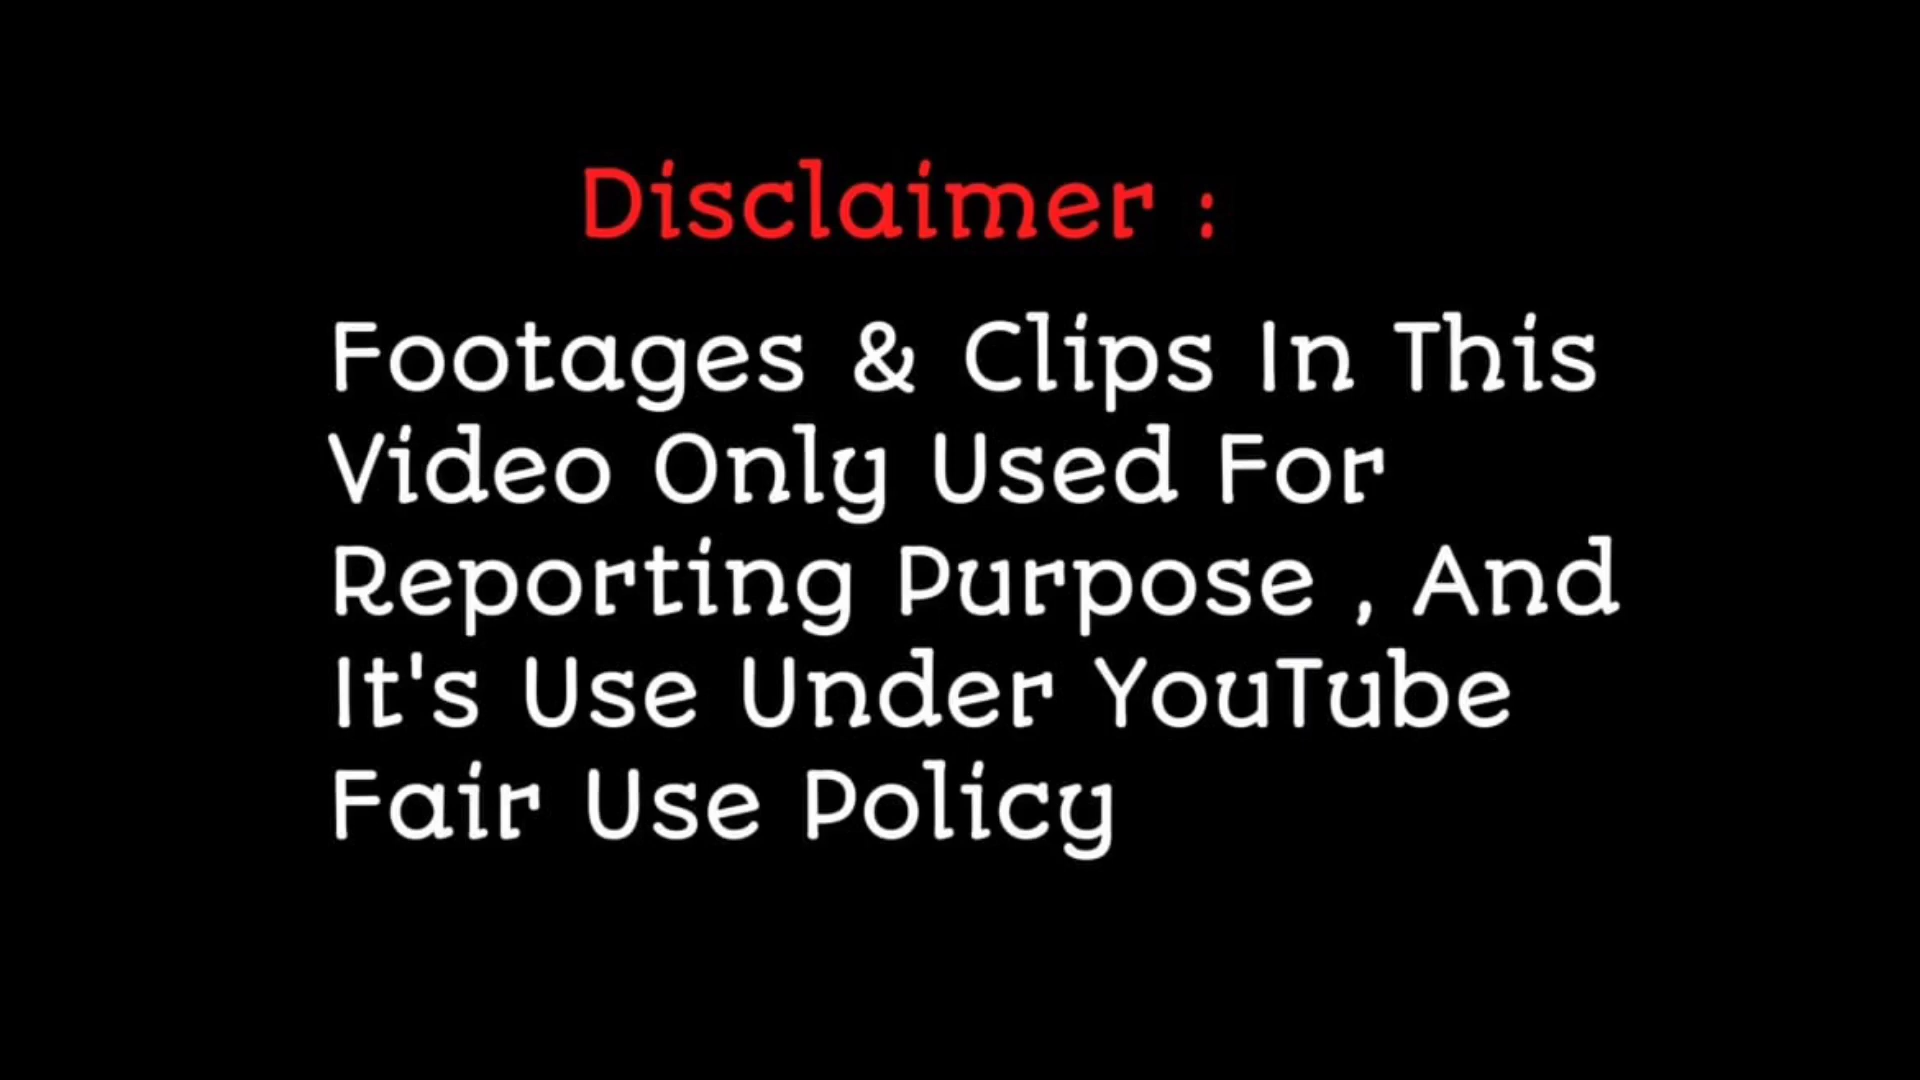 Disclaimer :
Footages & Clips In This
Video Only Used For
Reporting Purpose , And
It's Use Under YouTube
Fair Use Policy